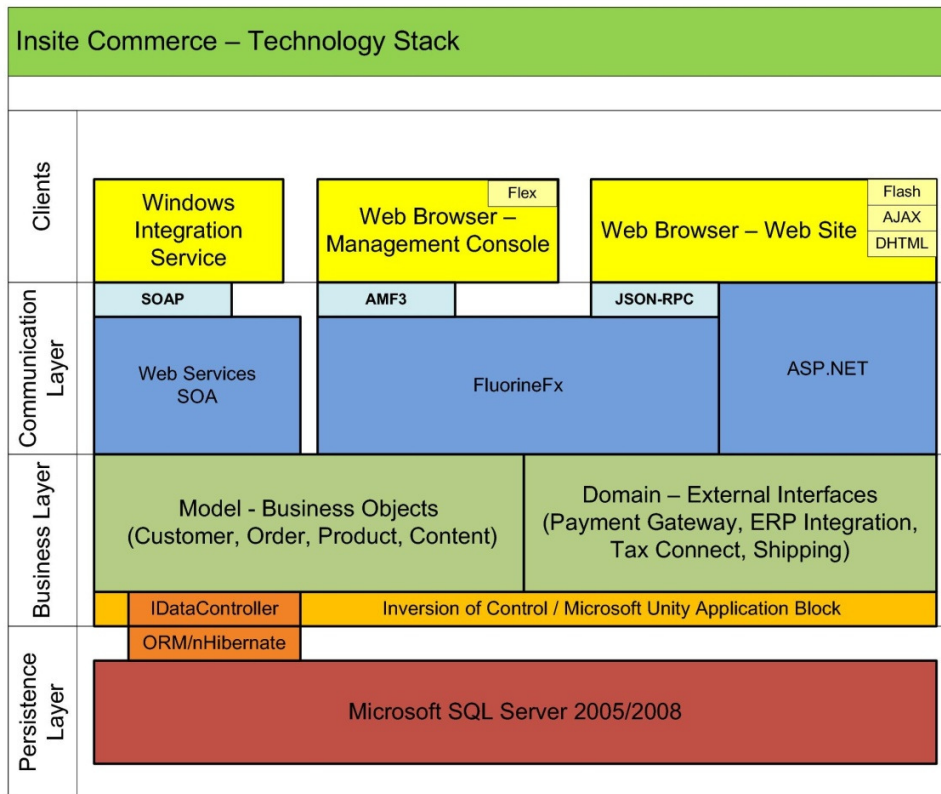 Insite Commerce – Technology Stack
Clients
Windows
Integration
Service
Flex
Web Browser –
Management Console
Web Browser – Web Site
Flash
AJAX
DHTML
Communication
Layer
SOAP
AMF3
JSON-RPC
Web Services
SOA
FluorineFx
ASP.NET
Business Layer
Model - Business Objects
(Customer, Order, Product, Content)
Domain – External Interfaces
(Payment Gateway, ERP Integration,
Tax Connect, Shipping)
IDataController
Inversion of Control / Microsoft Unity Application Block
Persistence
Layer
ORM/nHibernate
Microsoft SQL Server 2005/2008